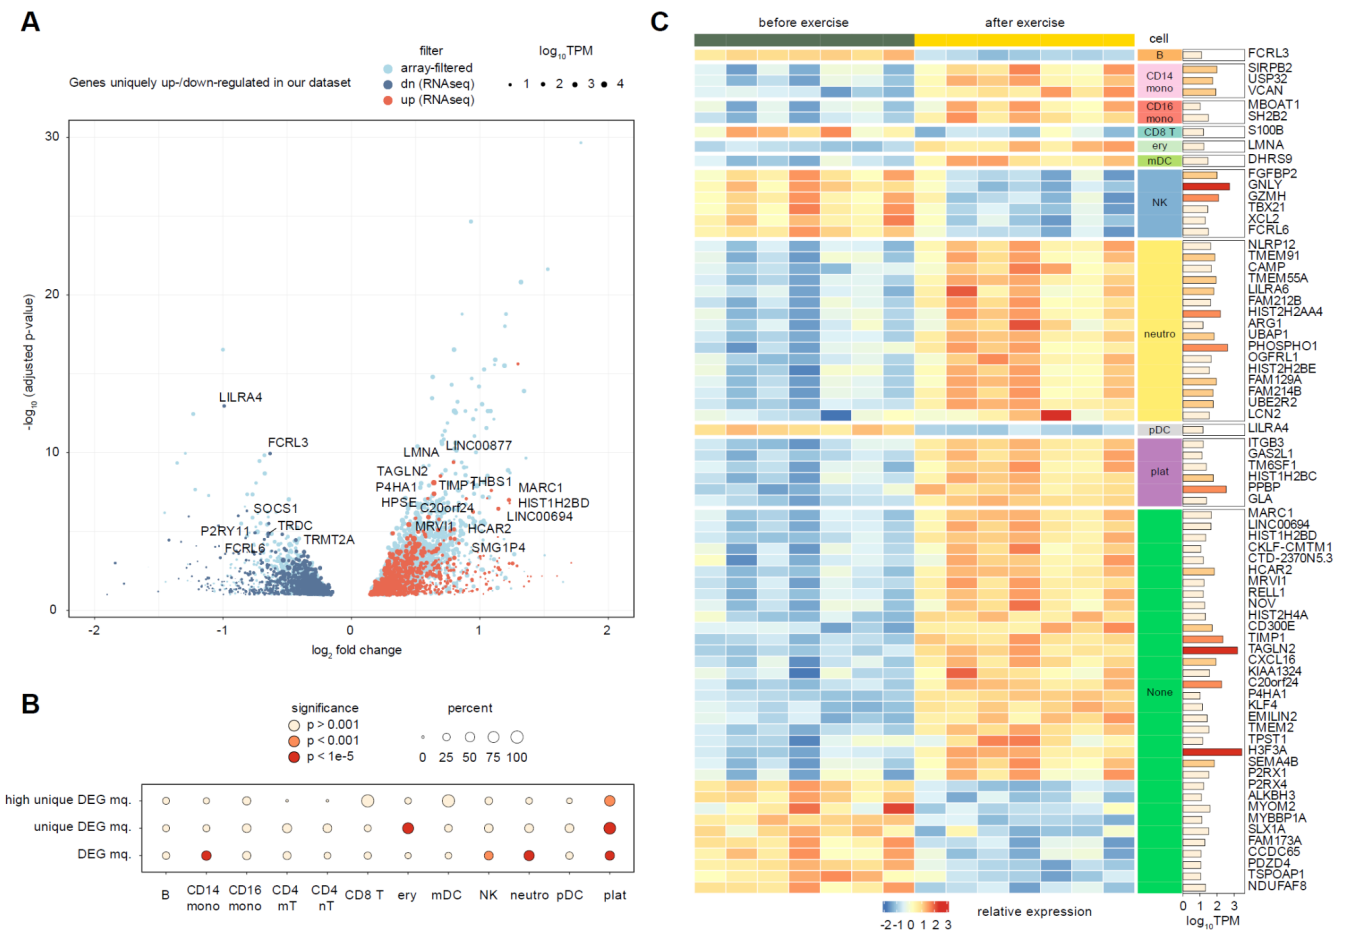 A
filter
array-filtered
dn (RNAseq)
up (RNAseq)
log10TPM
1 2 3 4
Genes uniquely up/down-regulated in our dataset
-log10 (adjusted p-value)
30
20
10
0
LILRA4
FCRL3
SOCS1
P2RY11
TRDC
FCRL6
TRMT2A
LMNA
LINC00877
TAGLN2
P4HA1
TIMP1
THBS1
MARC1
HPSE
C20orf24
HIST1H2BD
LINC00694
MRVI1
HCAR2
SMG1P4
-2 -1 0 1 2
log2 fold change
B
significance
p > 0.001
p < 0.001
p < 1e-5
percent
0 25 50 75 100
high unique DEG mq.
unique DEG mq.
DEG mq.
B CD14 mono CD16 mono CD4 mT CD4 nT CD8 T ery mDC NK neutro pDC plat
C
before exercise after exercise
cell
B
CD14 mono
CD16 mono
CD8 T
ery
mDC
NK
neutro
pDC
plat
None
FCRL3
SIRPB2
USP32
VCAN
MBOAT1
SH2B2
S100B
LMNA
DHRS9
FGFBP2
GNLY
GZMH
TBX21
XCL2
FCRL6
NLRP12
TMEM91
CAMP
TMEM55A
LILRA6
FAM212B
HIST2H2AA4
ARG1
UBAP1
PHOSPHO1
OGFRL1
HIST2H2BE
FAM129A
FAM214B
UBE2R2
LCN2
LILRA4
ITGB3
GAS2L1
TM6SF1
HIST1H2BC
PPBP
GLA
MARC1
LINC00694
HIST1H2BD
CKLF-CMTM1
CTD-2370N5.3
HCAR2
MRVI1
RELL1
NOV
HIST2H4A
CD300E
TIMP1
TAGLN2
CXCL16
KIAA1324
C20orf24
P4HA1
KLF4
EMILIN2
TMEM2
TPST1
H3F3A
SEMA4B
P2RX1
P2RX4
ALKBH3
MYOM2
MYBBP1A
SLX1A
FAM173A
CCDC65
PDZD4
TSPOAP1
NDUFAF8
-2-1 0 1 2 3
relative expression
0 1 2 3
log10TPM